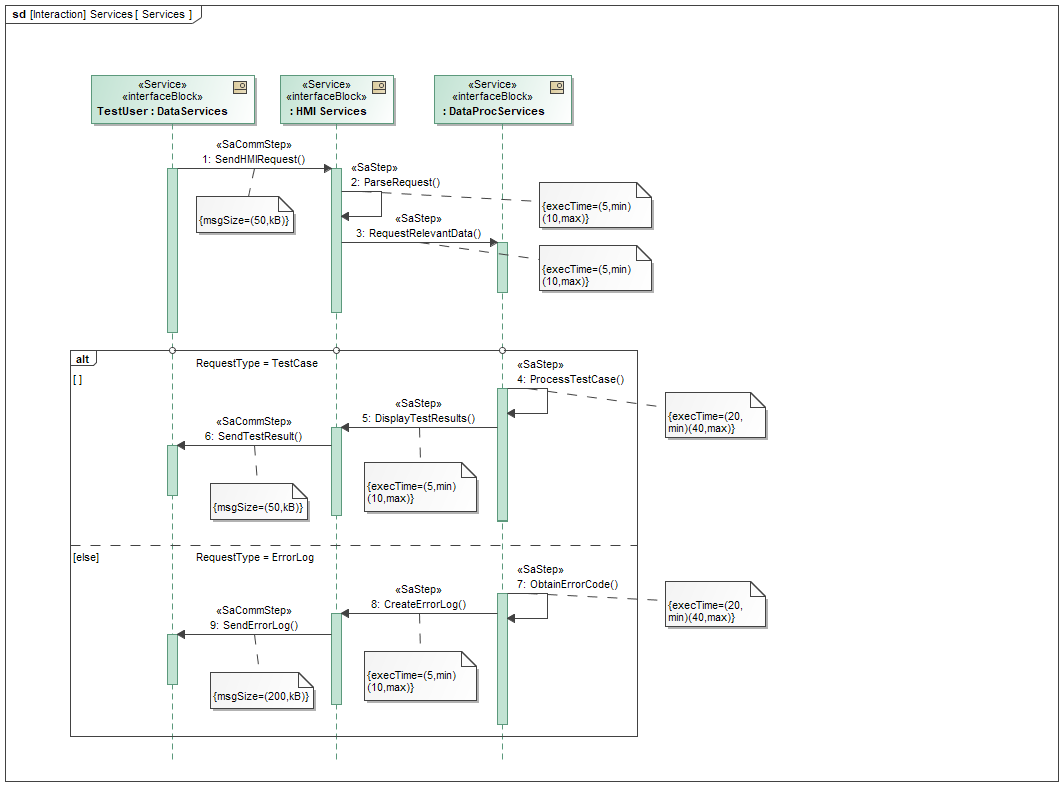 sd [Interaction] Services [ Services ]
«Service»
«interfaceBlock»
TestUser : DataServices
«Service»
«interfaceBlock»
: HMI Services
«Service»
«interfaceBlock»
: DataProcServices
«SaCommStep»
1: SendHMIRequest()
{msgSize=(50,kB)}
«SaStep»
2: ParseRequest()
{execTime=(5,min)
(10,max)}
«SaStep»
3: RequestRelevantData()
{execTime=(5,min)
(10,max)}
alt
[ ]
RequestType = TestCase
«SaStep»
4: ProcessTestCase()
{execTime=(20,
min)(40,max)}
«SaStep»
5: DisplayTestResults()
{execTime=(5,min)
(10,max)}
«SaCommStep»
6: SendTestResult()
{msgSize=(50,kB)}
[else]
RequestType = ErrorLog
«SaStep»
7: ObtainErrorCode()
{execTime=(20,
min)(40,max)}
«SaStep»
8: CreateErrorLog()
{execTime=(5,min)
(10,max)}
«SaCommStep»
9: SendErrorLog()
{msgSize=(200,kB)}